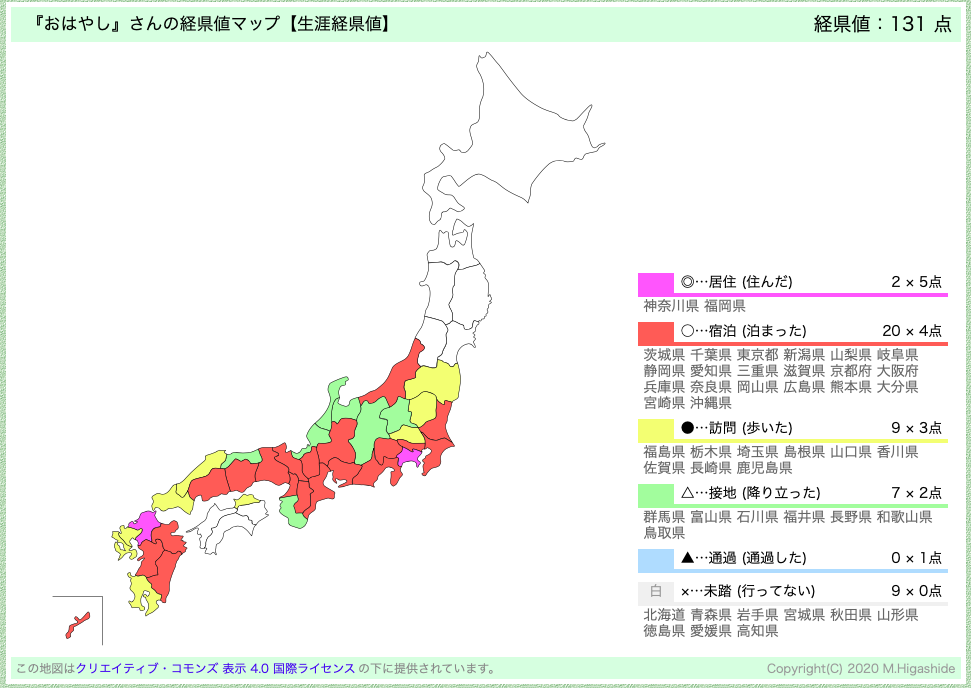 『おはやし』さんの経県値マップ【生涯経県値】
経県値：131 点
◎…居住 (住んだ) 2 × 5点
神奈川県 福岡県
○…宿泊 (泊まった) 20 × 4点
茨城県 千葉県 東京都 新潟県 山梨県 岐阜県
静岡県 愛知県 三重県 滋賀県 京都府 大阪府
兵庫県 奈良県 岡山県 広島県 熊本県 大分県
宮崎県 沖縄県
●…訪問 (歩いた) 9 × 3点
福島県 栃木県 埼玉県 島根県 山口県 香川県
佐賀県 長崎県 鹿児島県
△…接地 (降り立った) 7 × 2点
群馬県 富山県 石川県 福井県 長野県 和歌山県
鳥取県
▲…通過 (通過した) 0 × 1点
白 ×…未踏 (行ってない) 9 × 0点
北海道 青森県 岩手県 宮城県 秋田県 山形県
徳島県 愛媛県 高知県
この地図はクリエイティブ・コモンズ 表示 4.0 国際ライセンス の下に提供されています。
Copyright(C) 2020 M.Higashide